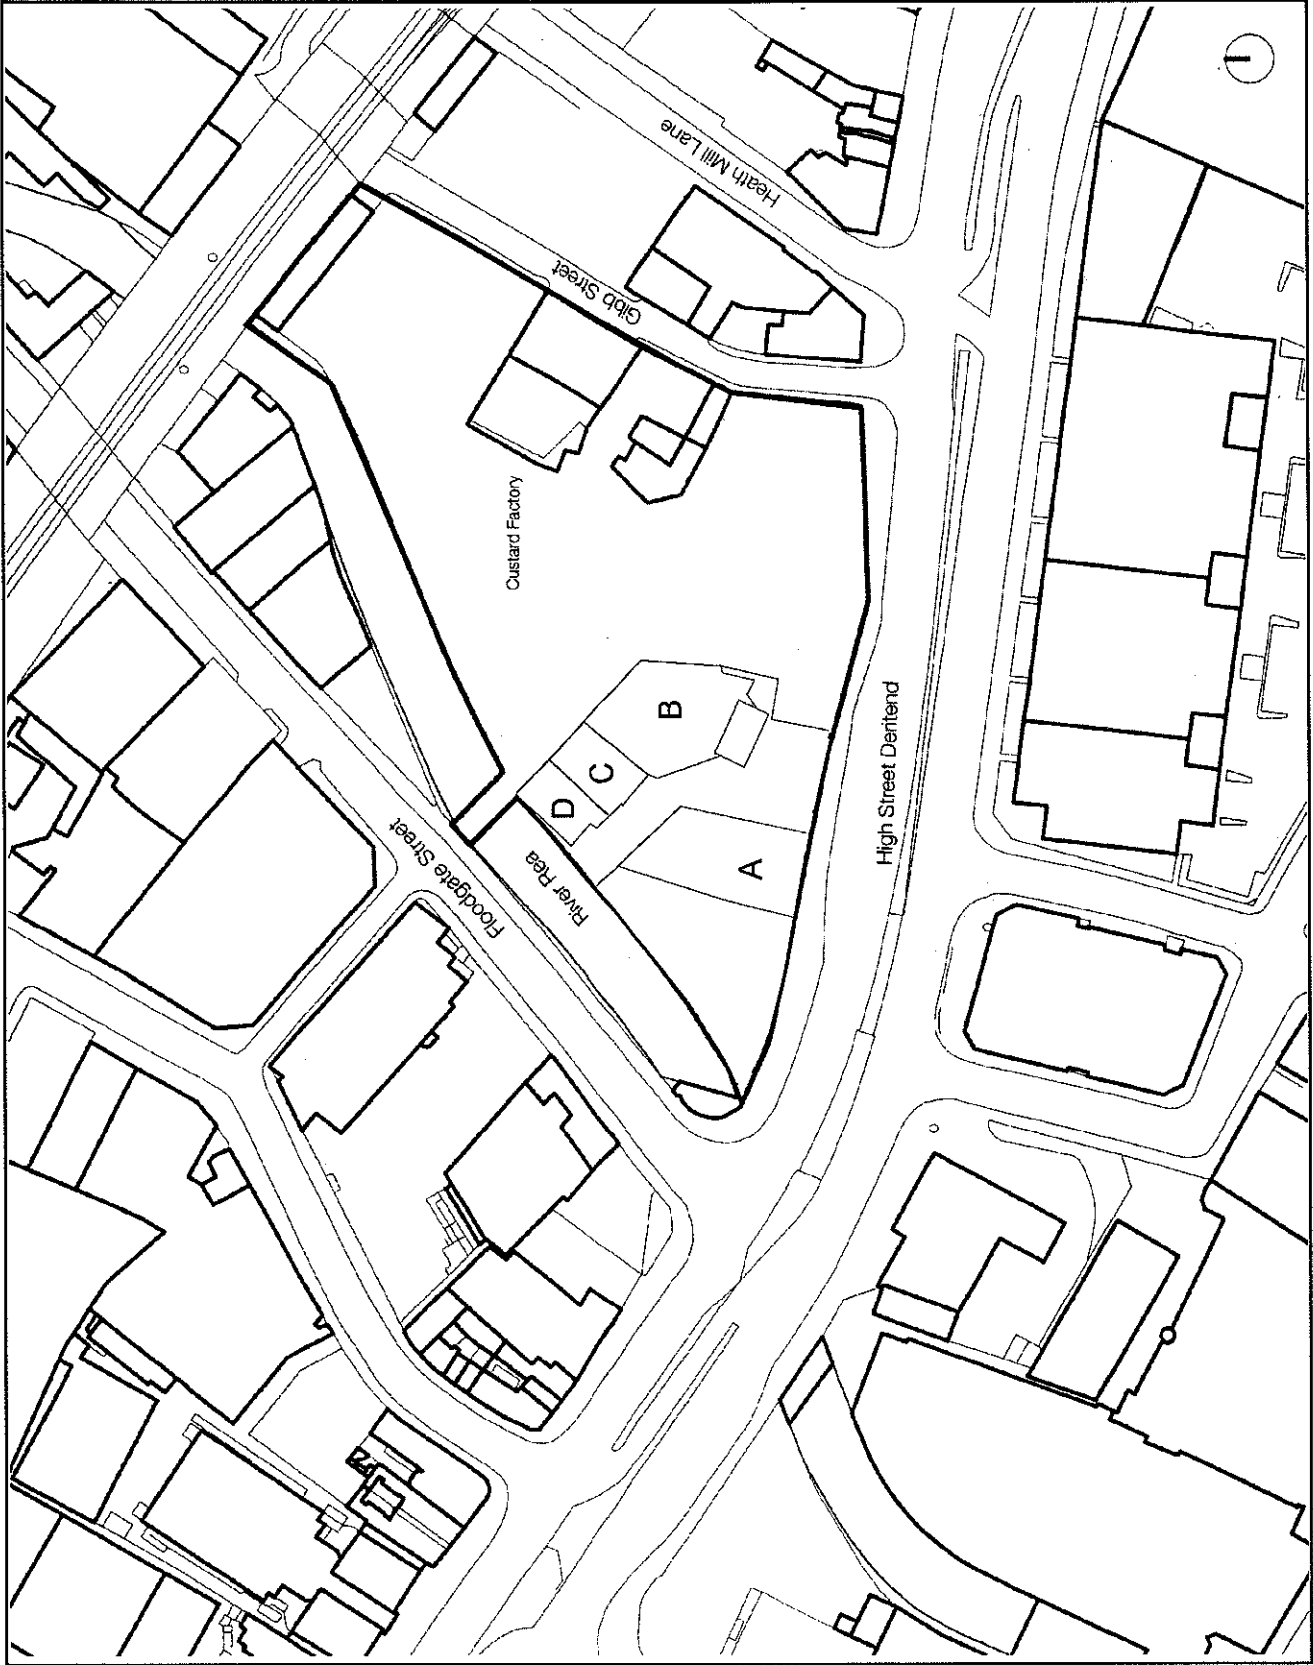 Heath Mill Lane
Gibb Street
Custard Factory
Floodgate Street
River Rea
High Street Deritend
A
B
C
D